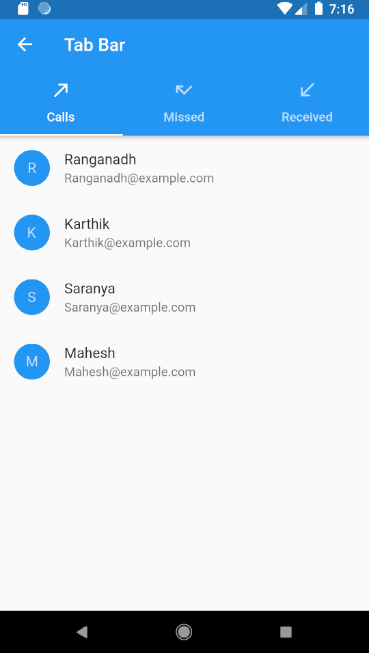 7:16
Tab Bar
Calls Missed Received
R Ranganadh
Ranganadh@example.com
K Karthik
Karthik@example.com
S Saranya
Saranya@example.com
M Mahesh
Mahesh@example.com